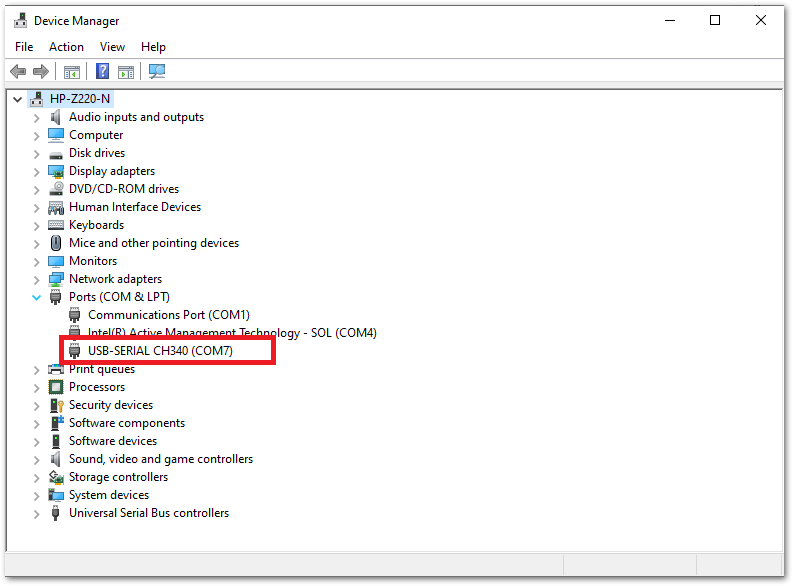 Device Manager
File Action View Help
HP-Z220-N
Audio inputs and outputs
Computer
Disk drives
Display adapters
DVD/CD-ROM drives
Human Interface Devices
Keyboards
Mice and other pointing devices
Monitors
Network adapters
Ports (COM & LPT)
Communications Port (COM1)
Intel(R) Active Management Technology - SOL (COM4)
USB-SERIAL CH340 (COM7)
Print queues
Processors
Security devices
Software components
Software devices
Sound, video and game controllers
Storage controllers
System devices
Universal Serial Bus controllers